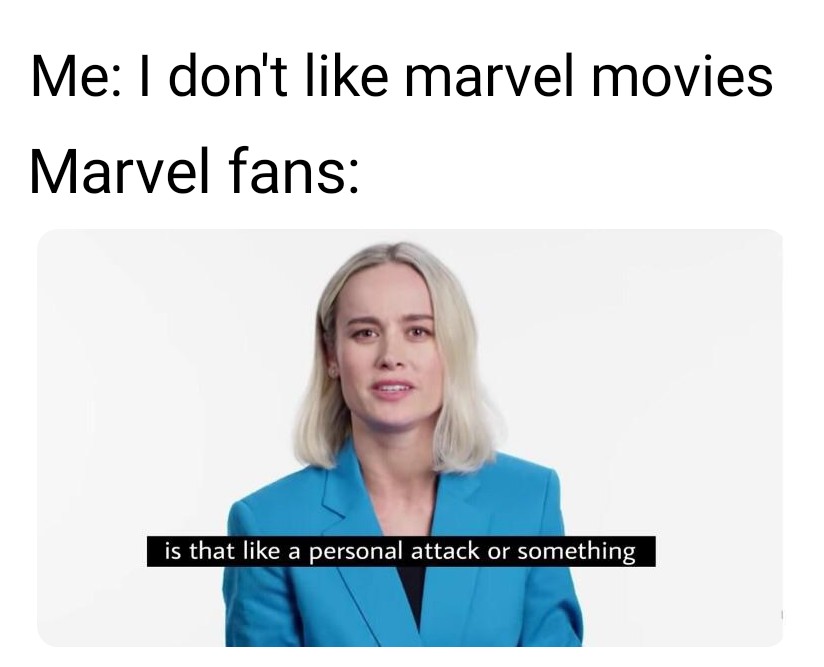 Me: I don't like marvel movies
Marvel fans:
is that like a personal attack or something